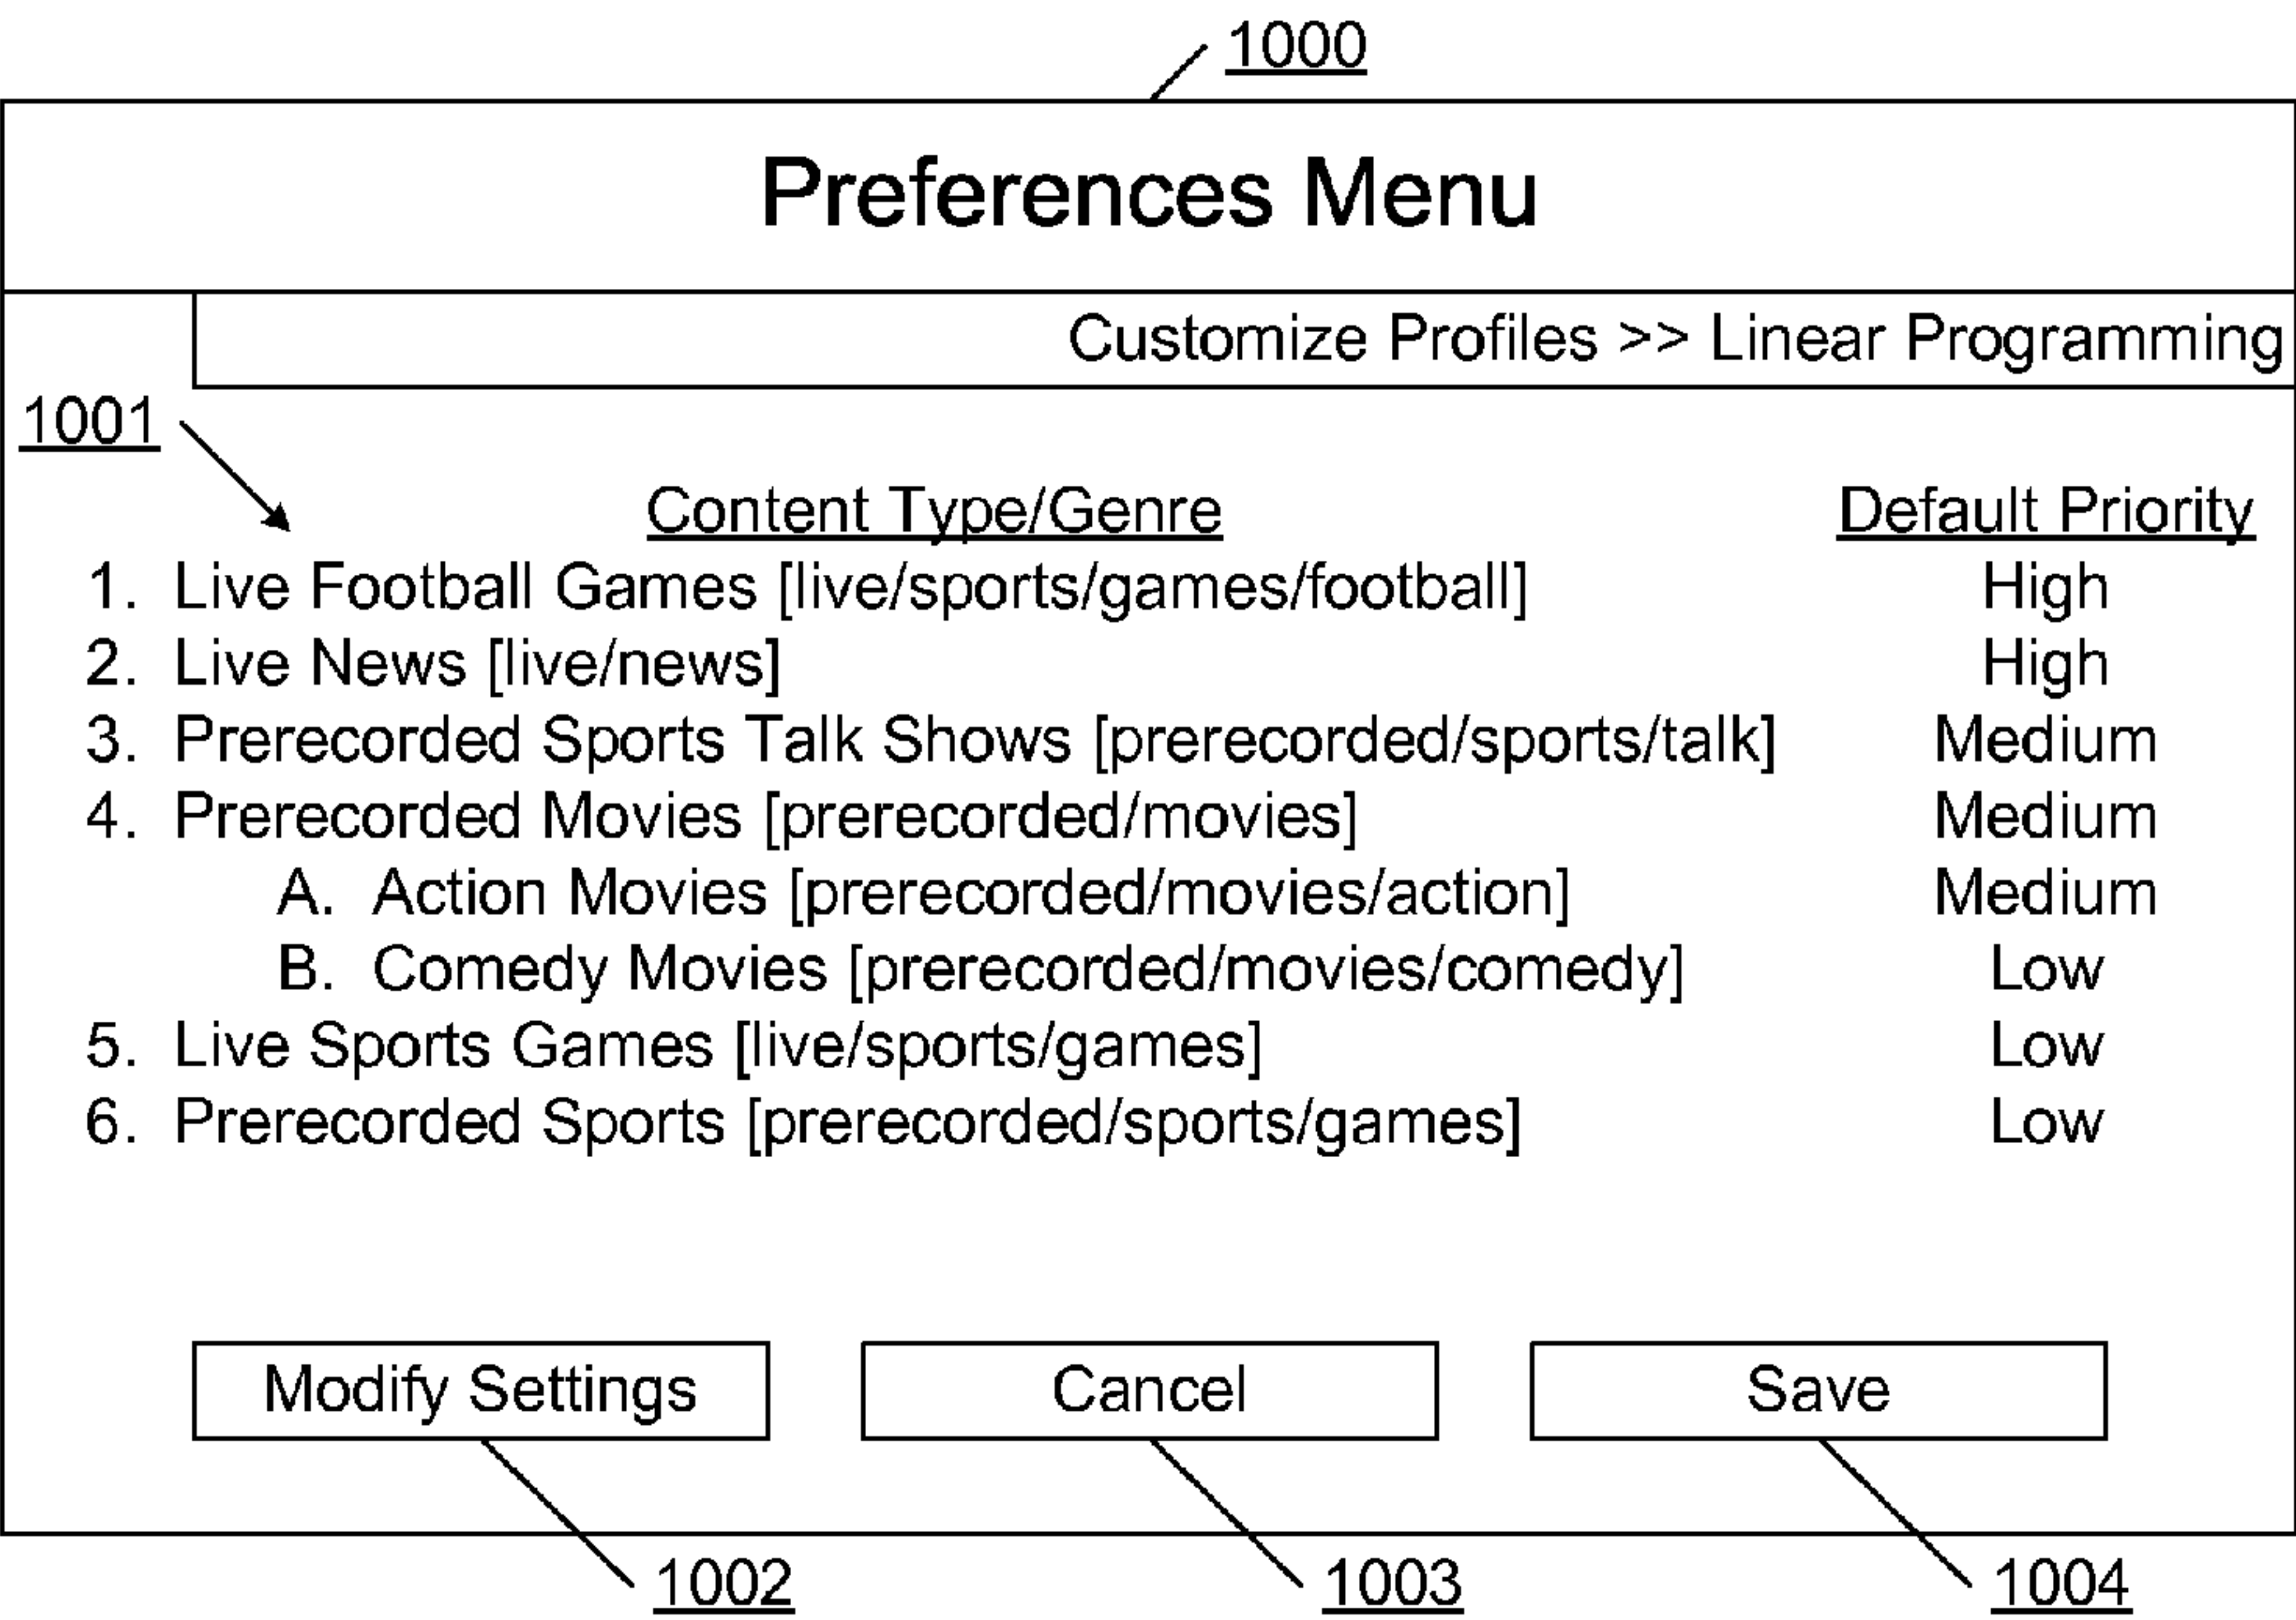 1000
Preferences Menu
Customize Profiles >> Linear Programming
1001
Content Type/Genre Default Priority
1. Live Football Games [live/sports/games/football] High
2. Live News [live/news] High
3. Prerecorded Sports Talk Shows [prerecorded/sports/talk] Medium
4. Prerecorded Movies [prerecorded/movies] Medium
A. Action Movies [prerecorded/movies/action] Medium
B. Comedy Movies [prerecorded/movies/comedy] Low
5. Live Sports Games [live/sports/games] Low
6. Prerecorded Sports [prerecorded/sports/games] Low
Modify Settings Cancel Save
1002 1003 1004